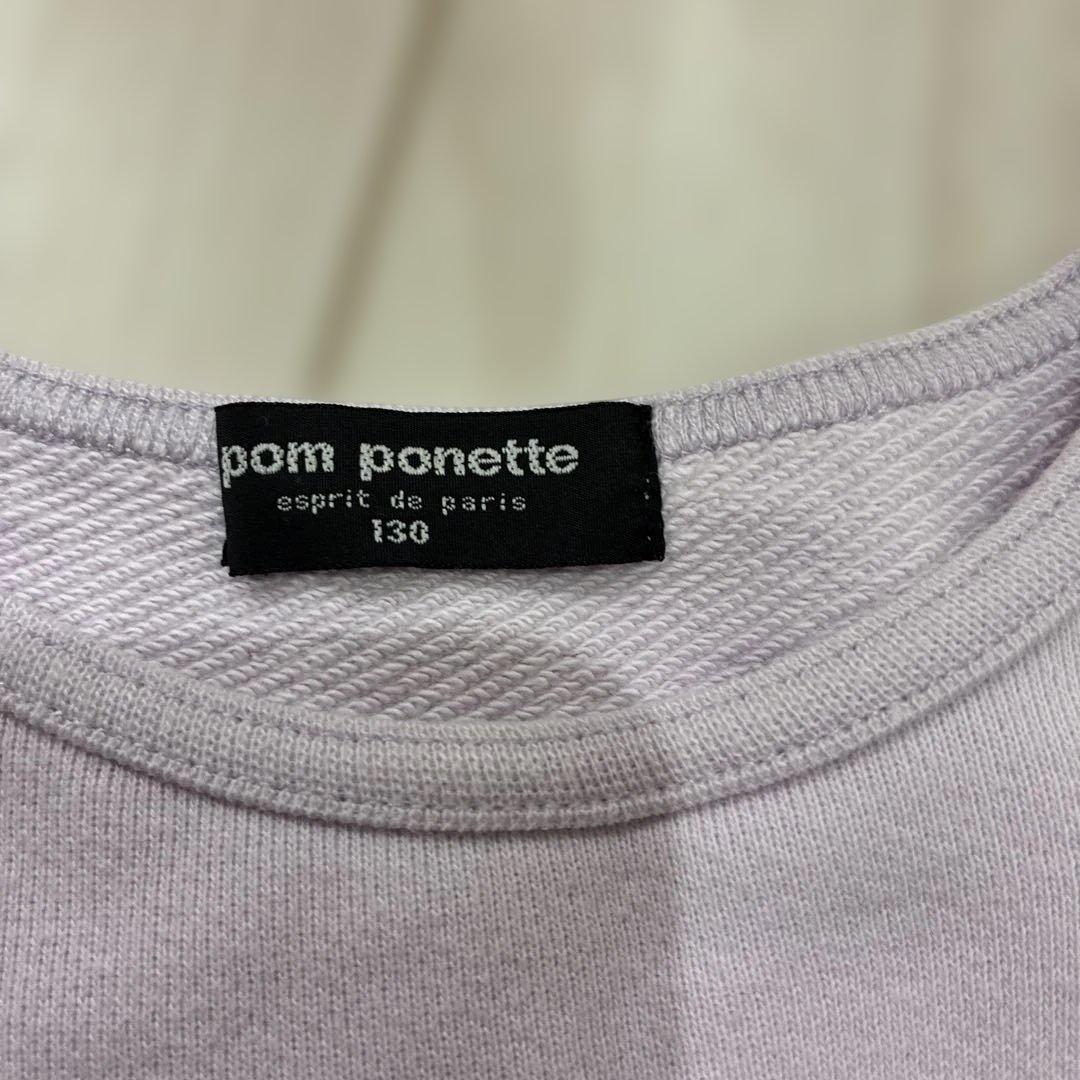 pom ponette
esprit de paris
130